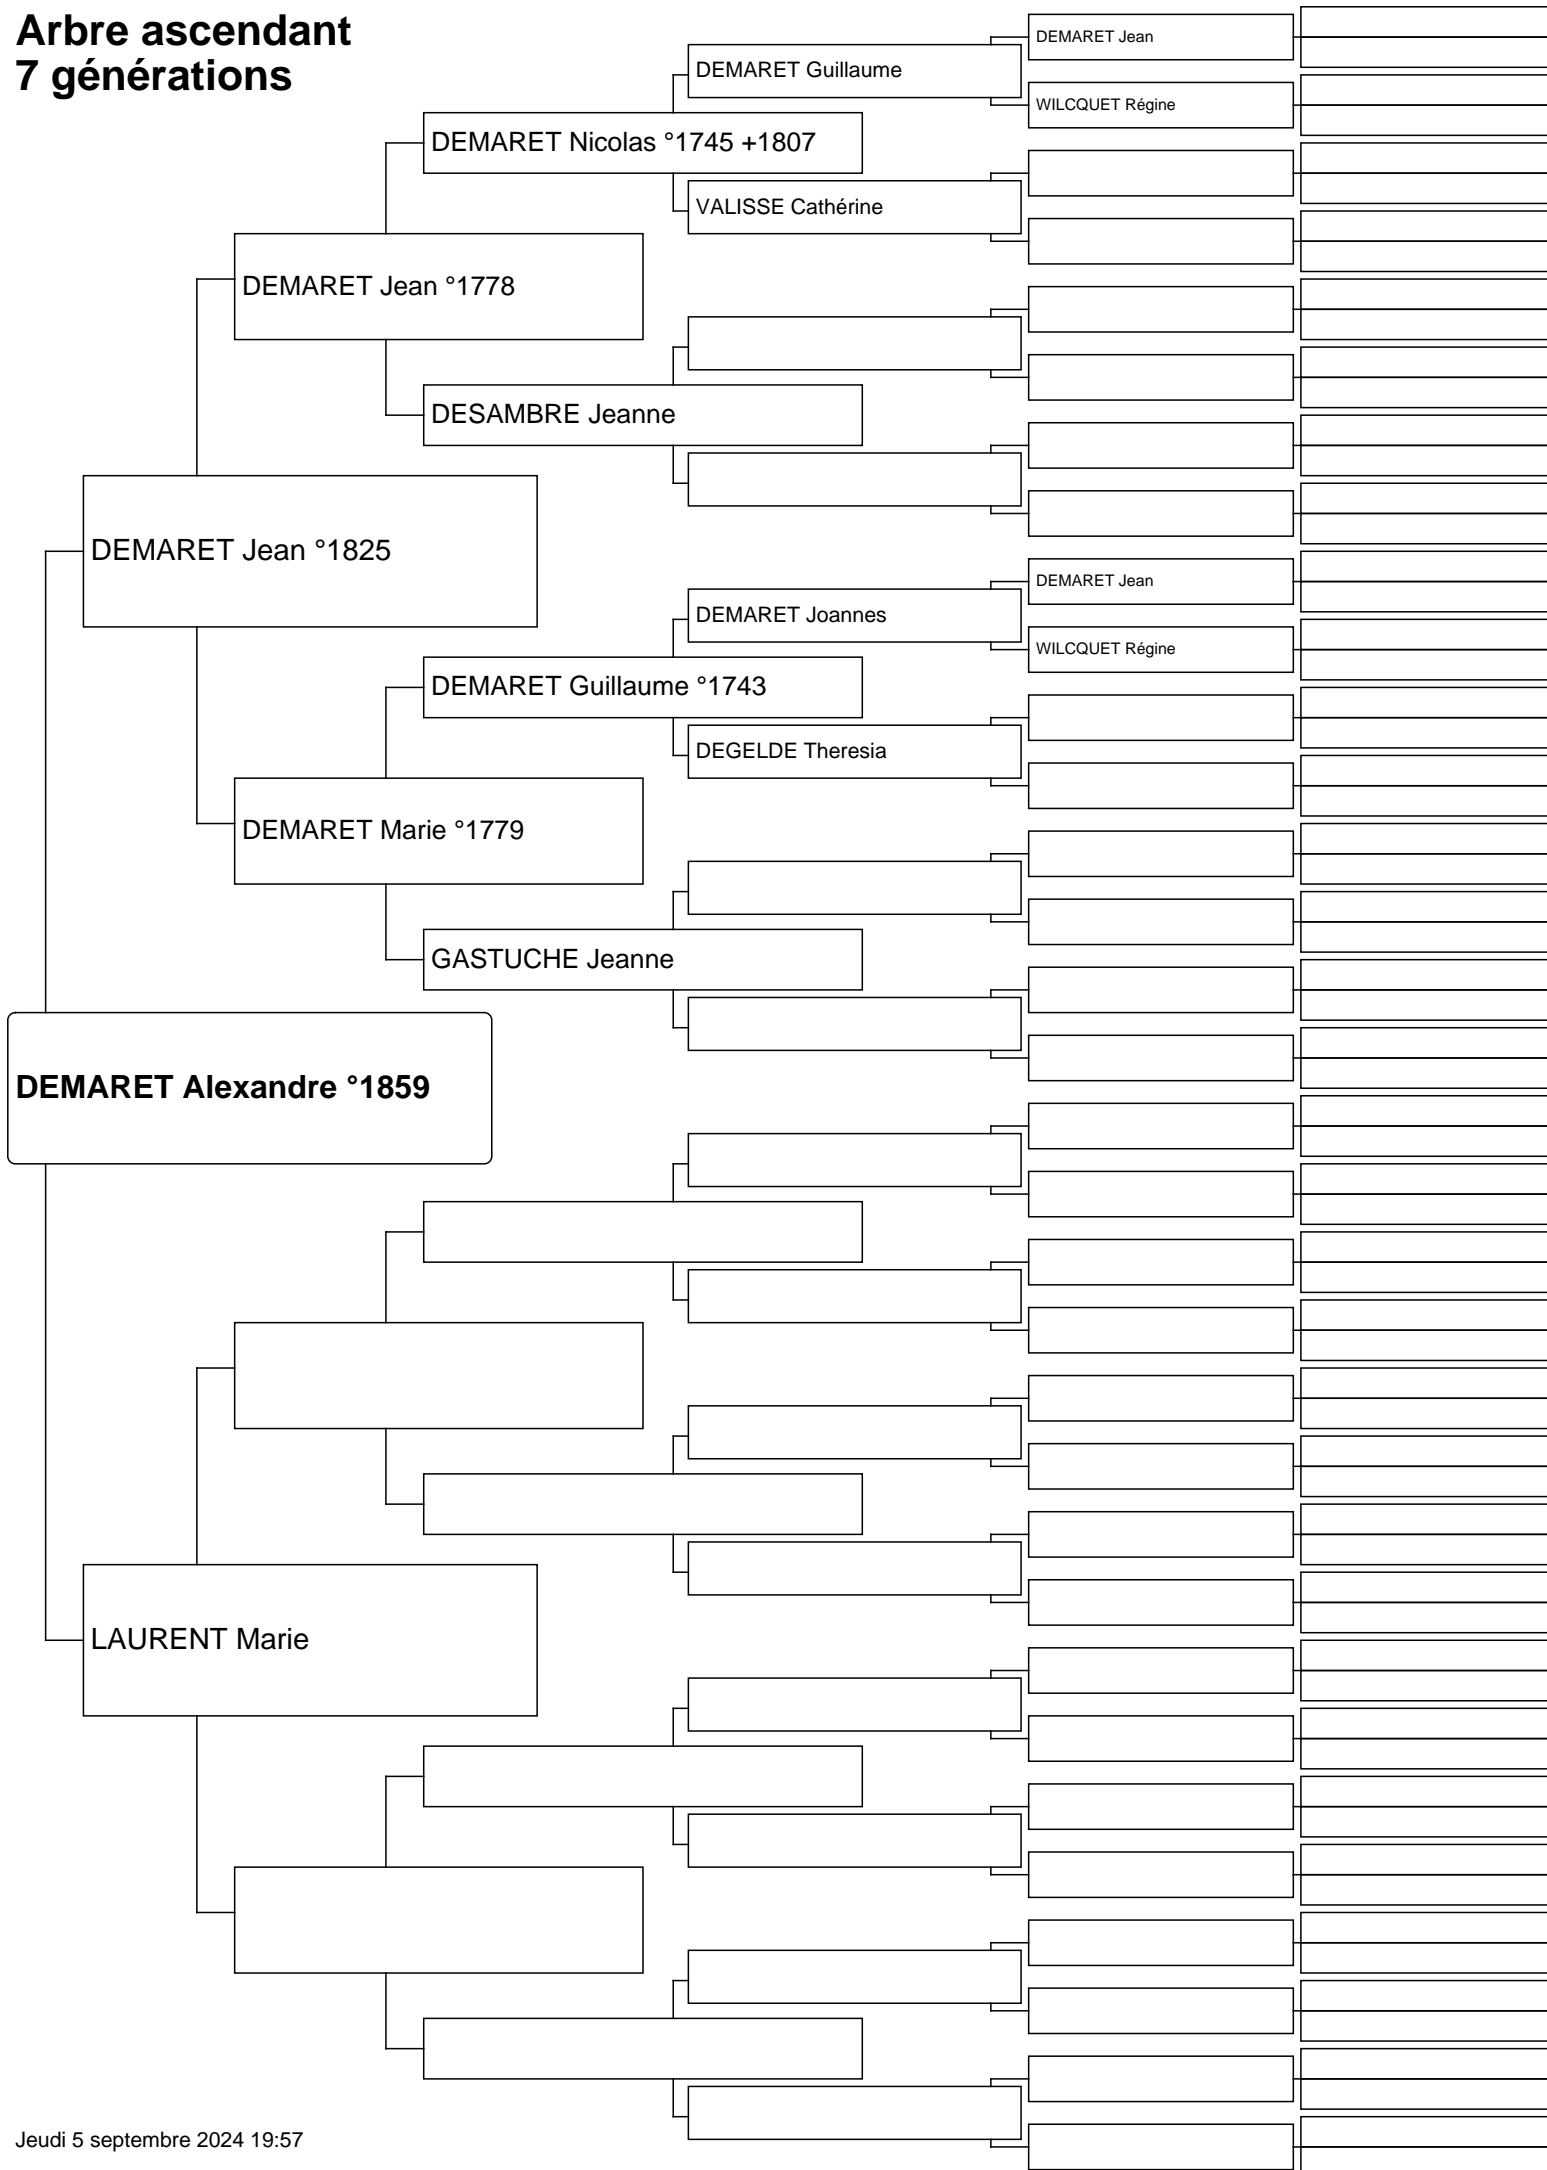 Arbre ascendant
7 générations
DEMARET Jean
DEMARET Guillaume
WILCQUET Régine
DEMARET Nicolas °1745 +1807
VALISSE Cathérine
DEMARET Jean °1778
DESAMBRE Jeanne
DEMARET Jean °1825
DEMARET Jean
DEMARET Joannes
WILCQUET Régine
DEMARET Guillaume °1743
DEGELDE Theresia
DEMARET Marie °1779
GASTUCHE Jeanne
DEMARET Alexandre °1859
LAURENT Marie
Jeudi 5 septembre 2024 19:57